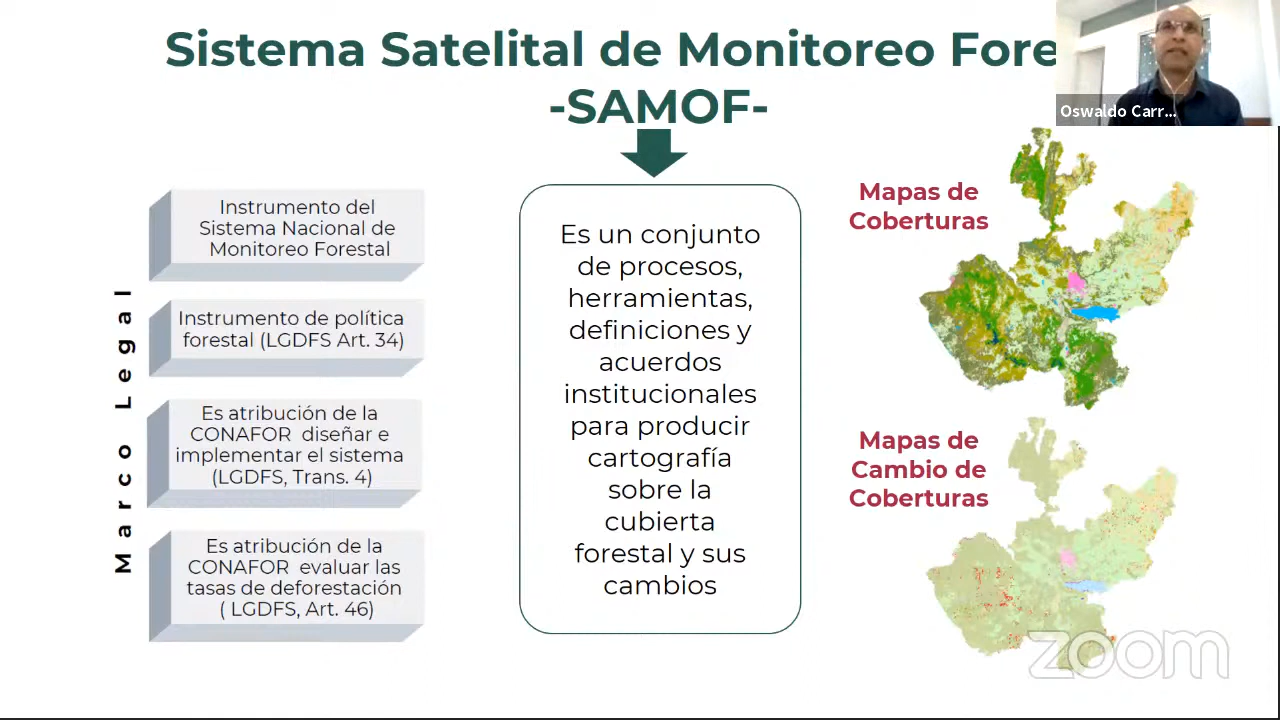 Sistema Satelital de Monitoreo Fore
-SAMOF-
Oswaldo Carr...
Marco Legal
Instrumento del
Sistema Nacional de
Monitoreo Forestal
Instrumento de política
forestal (LGDFS Art. 34)
Es atribución de la
CONAFOR diseñar e
implementar el sistema
(LGDFS, Trans. 4)
Es atribución de la
CONAFOR evaluar las
tasas de deforestación
( LGDFS, Art. 46)
Es un conjunto
de procesos,
herramientas,
definiciones y
acuerdos
institucionales
para producir
cartografía
sobre la
cubierta
forestal y sus
cambios
Mapas de
Coberturas
Mapas de
Cambio de
Coberturas
zoom